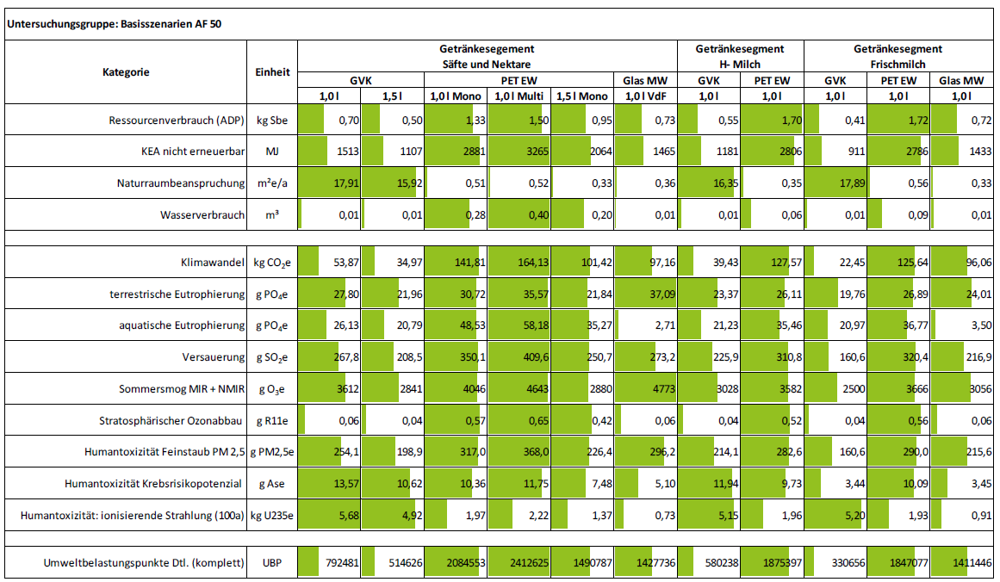 Untersuchungsgruppe: Basisszenarien AF 50
Kategorie Einheit Getränkesegement Säfte und Nektare Getränkesegment H- Milch Getränkesegment Frischmilch
GVK PET EW Glas MW GVK PET EW GVK PET EW Glas MW
1,0 l 1,5 l 1,0 l Mono 1,0 l Multi 1,5 l Mono 1,0 l VdF 1,0 l 1,0 l 1,0 l 1,0 l 1,0 l
Ressourcenverbrauch (ADP) kg Sbe 0,70 0,50 1,33 1,50 0,95 0,73 0,55 1,70 0,41 1,72 0,72
KEA nicht erneuerbar MJ 1513 1107 2881 3265 2064 1465 1181 2806 911 2786 1433
Naturraumbeanspruchung m²e/a 17,91 15,92 0,51 0,52 0,33 0,36 16,35 0,35 17,89 0,56 0,33
Wasserverbrauch m³ 0,01 0,01 0,28 0,40 0,20 0,01 0,01 0,06 0,01 0,09 0,01
Klimawandel kg CO₂e 53,87 34,97 141,81 164,13 101,42 97,16 39,43 127,57 22,45 125,64 96,06
terrestrische Eutrophierung g PO₄e 27,80 21,96 30,72 35,57 21,84 37,09 23,37 26,11 19,76 26,89 24,01
aquatische Eutrophierung g PO₄e 26,13 20,79 48,53 58,18 35,27 2,71 21,23 35,46 20,97 36,77 3,50
Versauerung g SO₂e 267,8 208,5 350,1 409,6 250,7 273,2 225,9 310,8 160,6 320,4 216,9
Sommersmog MIR + NMIR g O₃e 3612 2841 4046 4643 2880 4773 3028 3582 2500 3666 3056
Stratosphärischer Ozonabbau g R11e 0,06 0,04 0,57 0,65 0,42 0,06 0,04 0,52 0,04 0,56 0,06
Humantoxizität Feinstaub PM 2,5 g PM2,5e 254,1 198,9 317,0 368,0 226,4 296,2 214,1 282,6 160,6 290,0 215,6
Humantoxizität Krebsrisikopotenzial g Ase 13,57 10,62 10,36 11,75 7,48 5,10 11,94 9,73 3,44 10,09 3,45
Humantoxizität: ionisierende Strahlung (100a) kg U235e 5,68 4,92 1,97 2,22 1,37 0,73 5,15 1,96 5,20 1,93 0,91
Umweltbelastungspunkte Dtl. (komplett) UBP 792481 514626 2084553 2412625 1490787 1427736 580238 1875397 330656 1847077 1411446